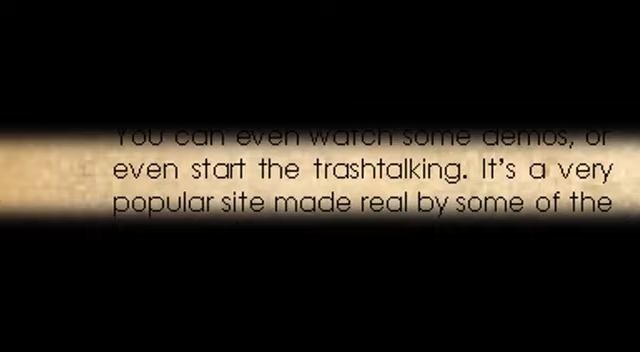 You can even watch some demos, or
even start the trashtalking. It's a very
popular site made real by some of the